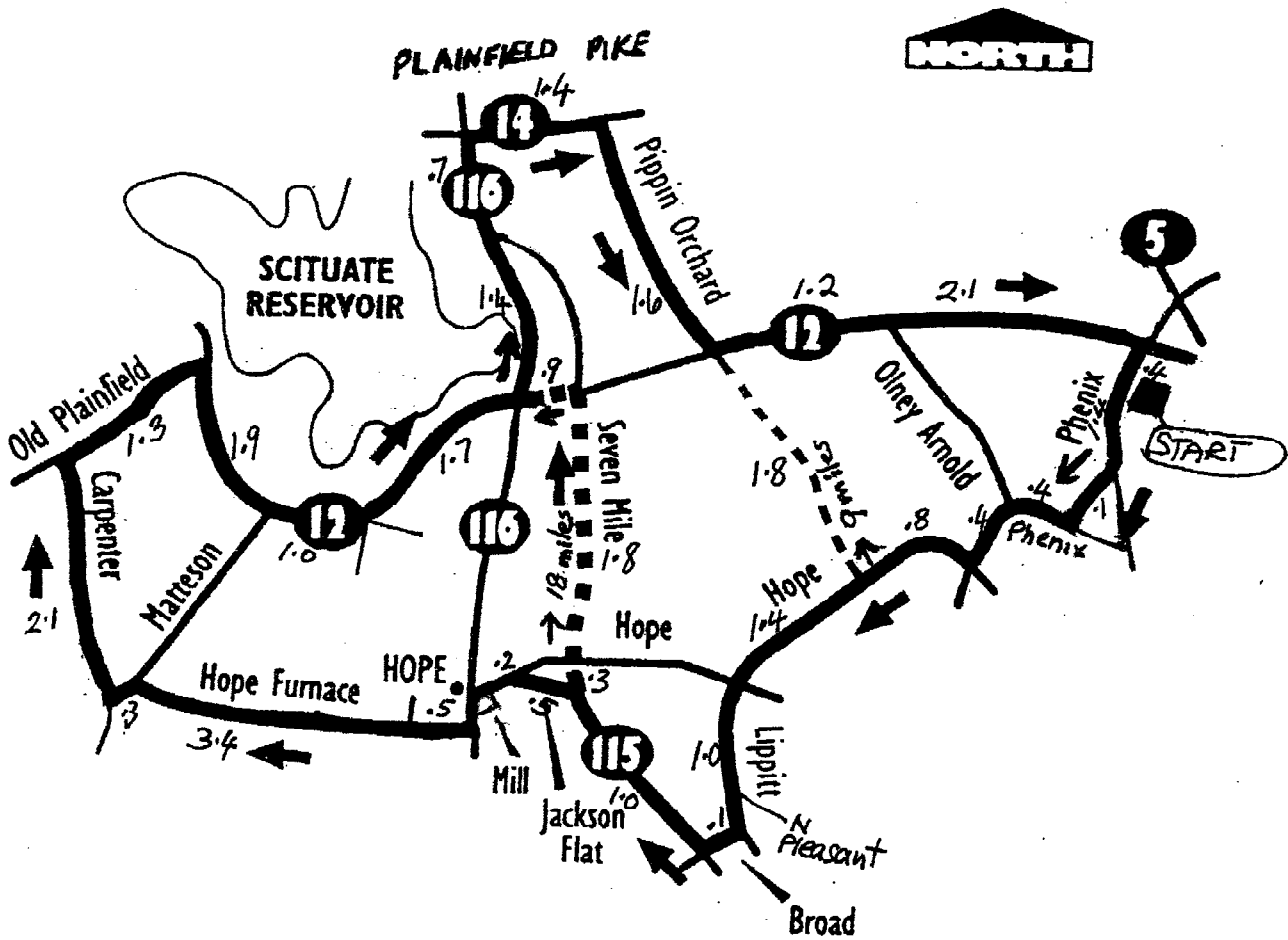 PLAINFIELD PIKE
NORTH
1.4
14
.7
116
Pippin Orchard
5
SCITUATE
RESERVOIR
1.4
1.6
1.2
2.1
12
.9
Old Plainfield
1.3
1.9
1.7
Seven Mile
1.8
18 miles
Olney Arnold
Phenix
.4
START
1.8
9 miles
Carpenter
2.1
12
1.0
116
Matteson
.8
.4
.4
.1
Phenix
Hope
1.4
Hope
HOPE
.2
.3
.5
.5
Hope Furnace
.3
3.4
Mill
Jackson
Flat
115
1.0
1.0
Lippitt
.1
N
Pleasant
Broad